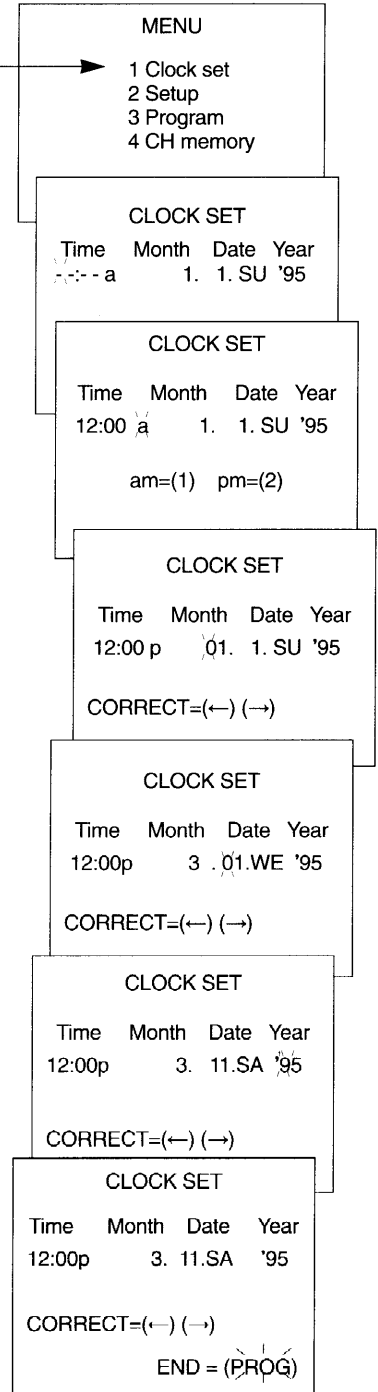 MENU
1 Clock set
2 Setup
3 Program
4 CH memory
CLOCK SET
Time Month Date Year
- -:- - a 1. 1. SU '95
CLOCK SET
Time Month Date Year
12:00 a 1. 1. SU '95
am=(1) pm=(2)
CLOCK SET
Time Month Date Year
12:00 p 01. 1. SU '95
CORRECT=(←) (→)
CLOCK SET
Time Month Date Year
12:00p 3 . 01.WE '95
CORRECT=(←) (→)
CLOCK SET
Time Month Date Year
12:00p 3. 11.SA '95
CORRECT=(←) (→)
CLOCK SET
Time Month Date Year
12:00p 3. 11.SA '95
CORRECT=(←) (→)
END = (PROG)